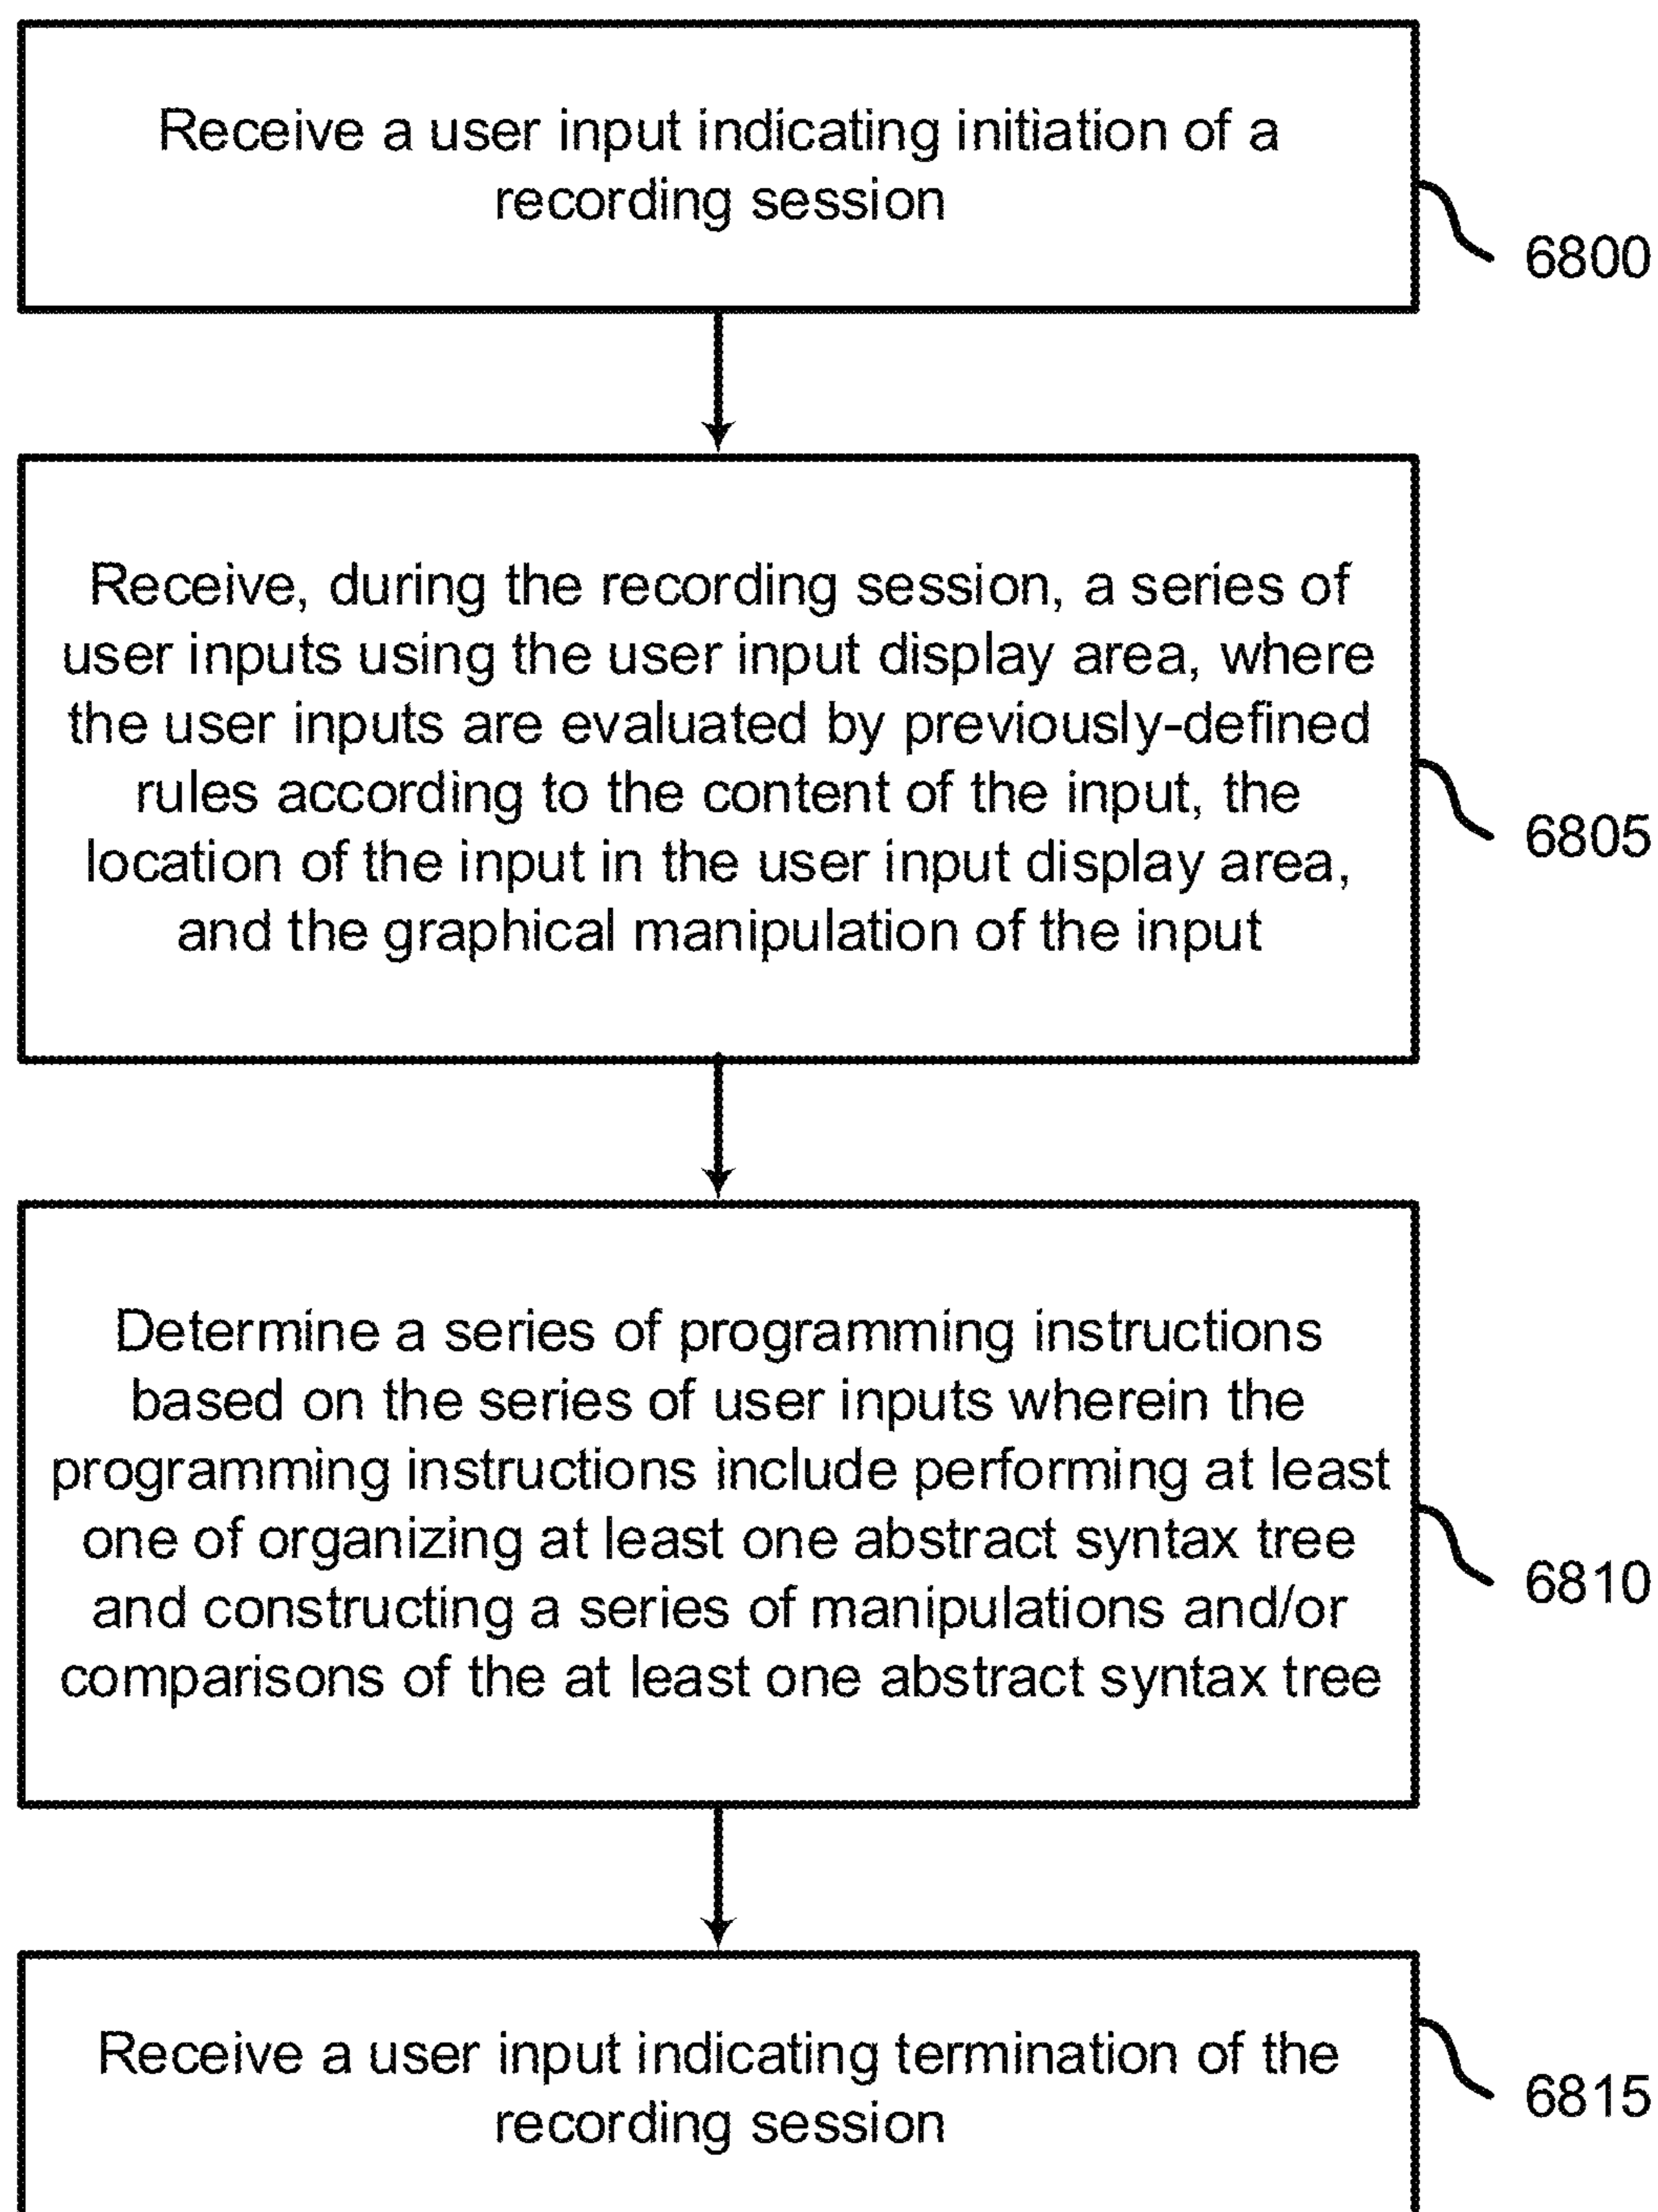 Receive a user input indicating initiation of a
recording session
6800
Receive, during the recording session, a series of
user inputs using the user input display area, where
the user inputs are evaluated by previously-defined
rules according to the content of the input, the
location of the input in the user input display area,
and the graphical manipulation of the input
6805
Determine a series of programming instructions
based on the series of user inputs wherein the
programming instructions include performing at least
one of organizing at least one abstract syntax tree
and constructing a series of manipulations and/or
comparisons of the at least one abstract syntax tree
6810
Receive a user input indicating termination of the
recording session
6815